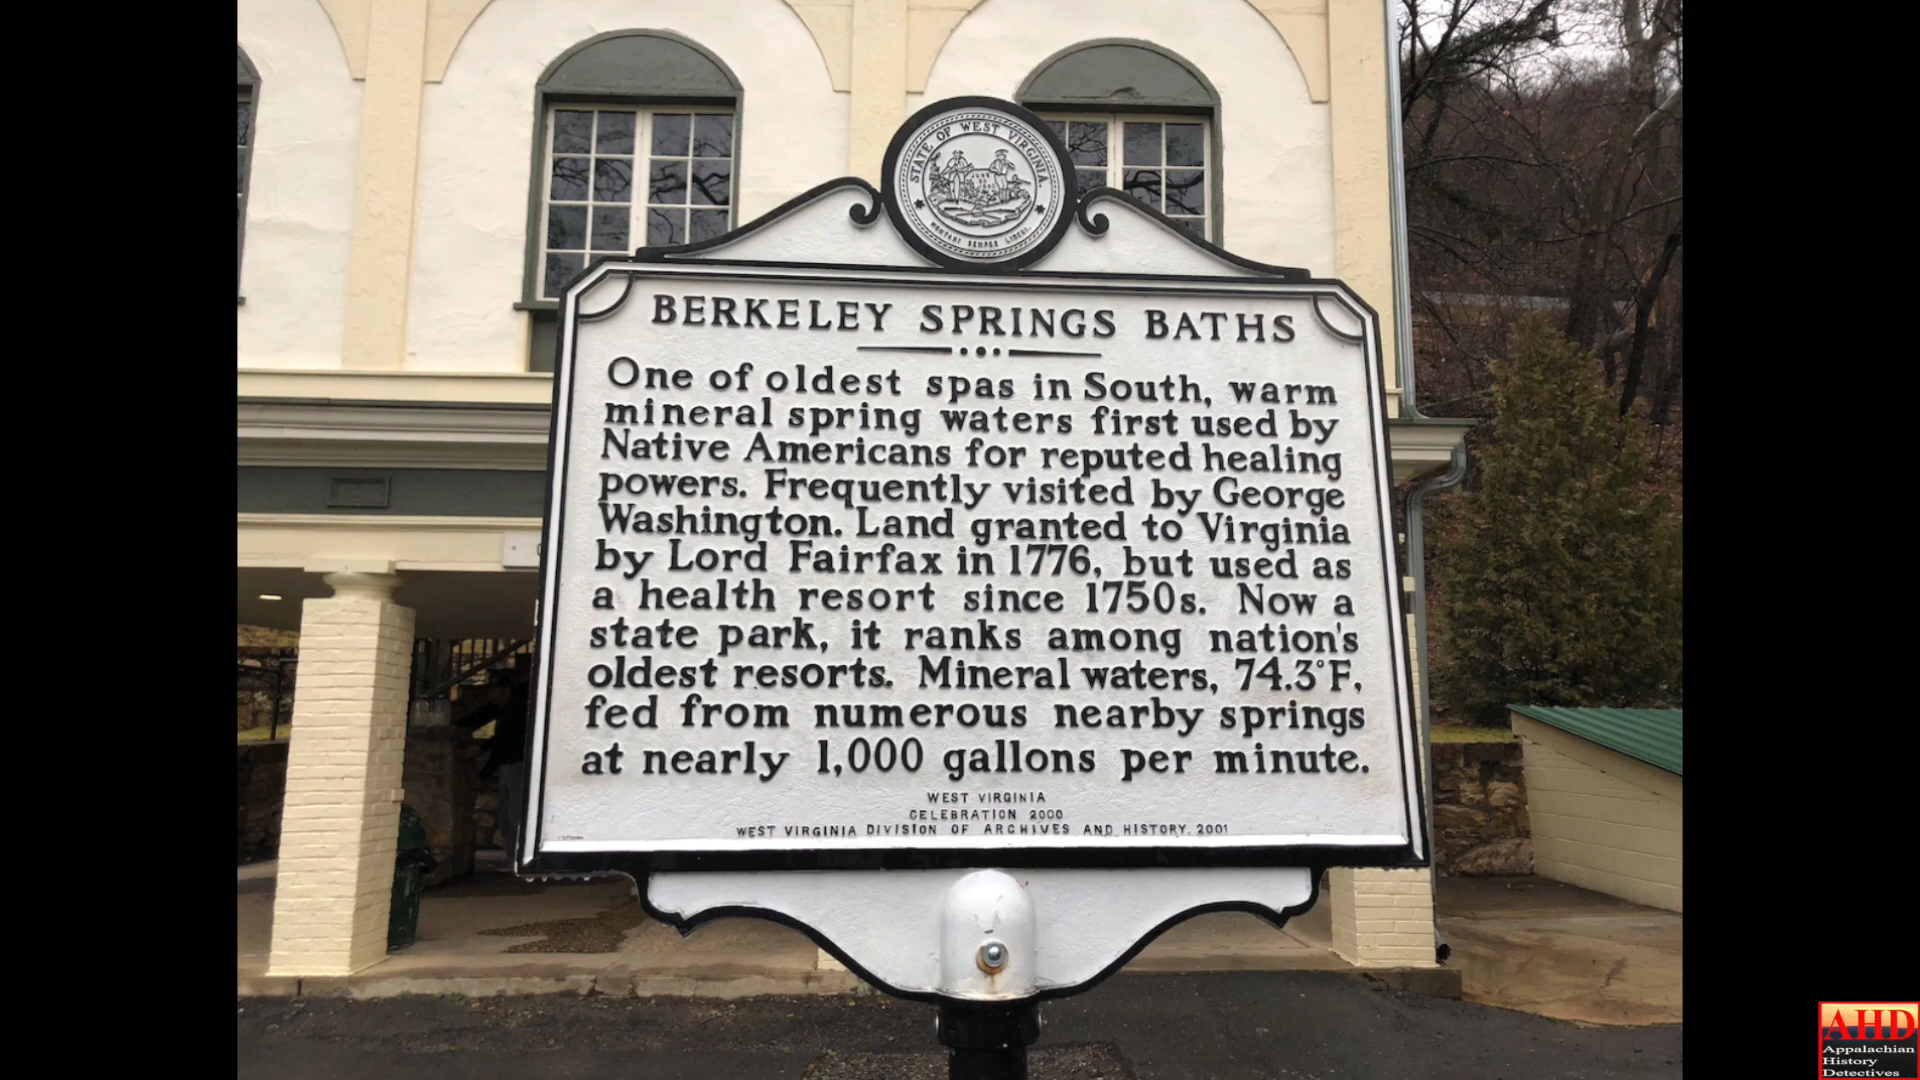 STATE OF WEST VIRGINIA
MONTANI SEMPER LIBERI
BERKELEY SPRINGS BATHS
One of oldest spas in South, warm
mineral spring waters first used by
Native Americans for reputed healing
powers. Frequently visited by George
Washington. Land granted to Virginia
by Lord Fairfax in 1776, but used as
a health resort since 1750s. Now a
state park, it ranks among nation's
oldest resorts. Mineral waters, 74.3°F,
fed from numerous nearby springs
at nearly 1,000 gallons per minute.
WEST VIRGINIA
CELEBRATION 2000
WEST VIRGINIA DIVISION OF ARCHIVES AND HISTORY, 2001
AHD
Appalachian
History
Detectives